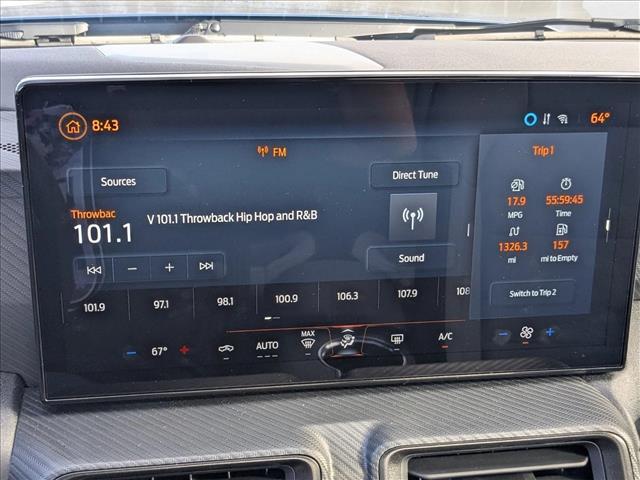 8:43
64°
FM
Trip 1
Sources
Direct Tune
17.9
MPG
55:59:45
Time
Throwbac
101.1
V 101.1 Throwback Hip Hop and R&B
1326.3
mi
157
mi to Empty
Sound
Switch to Trip 2
101.9
97.1
98.1
100.9
106.3
107.9
108
67°
AUTO
MAX
A/C